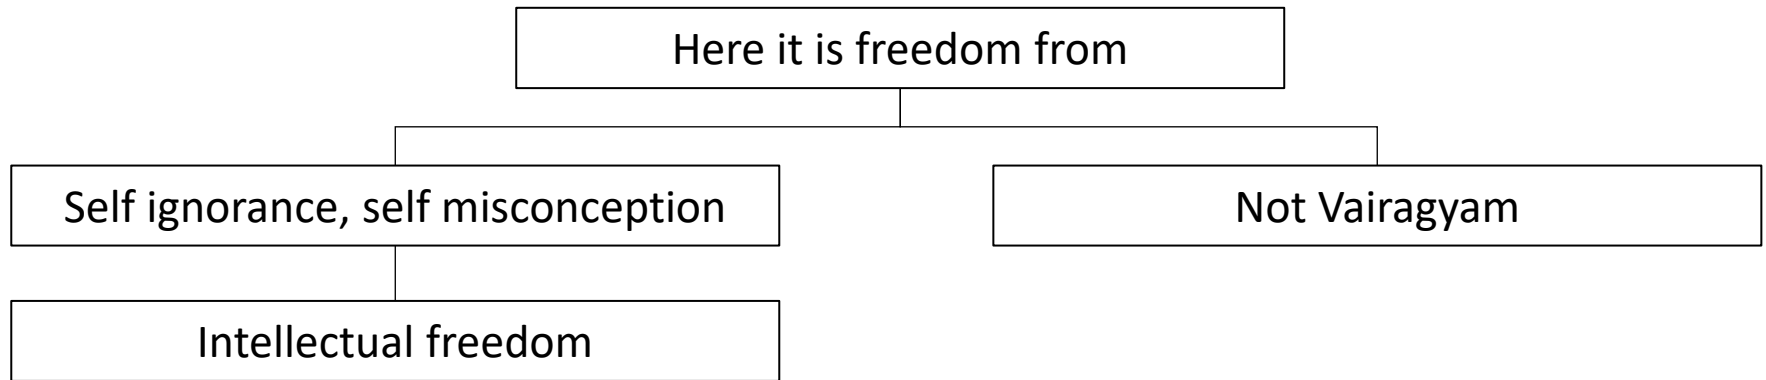 Here it is freedom from
Self ignorance, self misconception
Not Vairagyam
Intellectual freedom